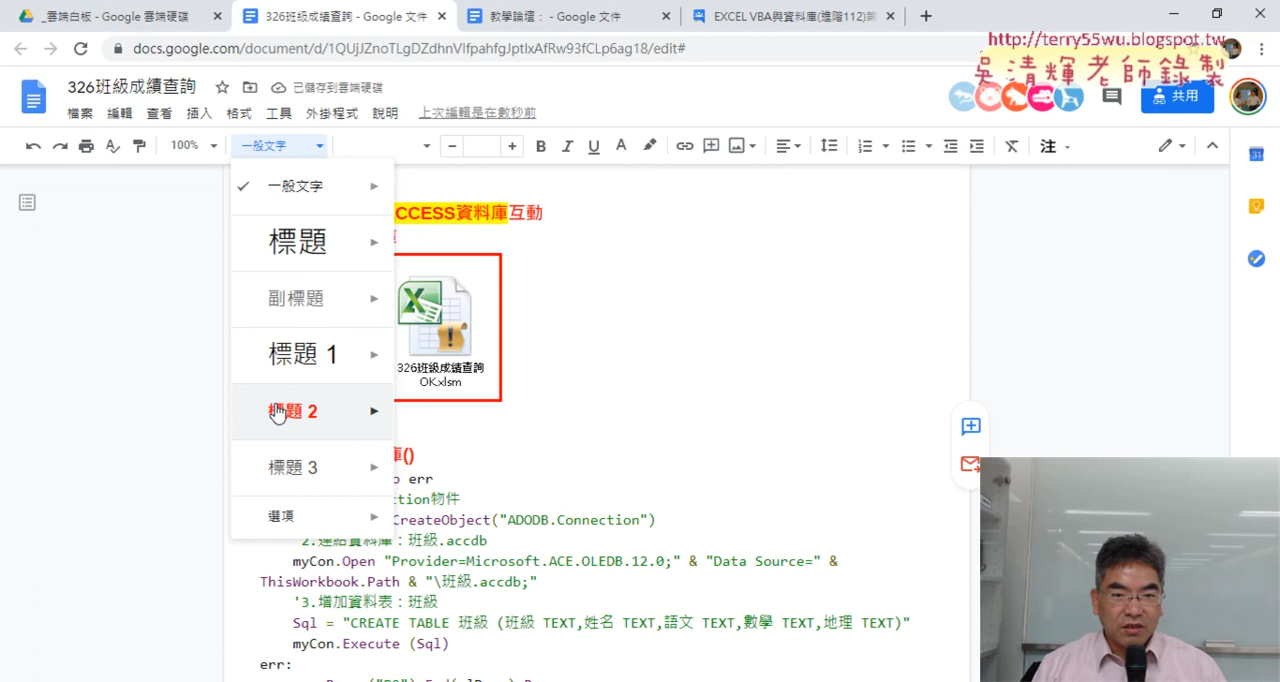 _雲端白板 - Google 雲端硬碟
326班級成績查詢 - Google 文件
教學論壇： - Google 文件
EXCEL VBA與資料庫(進階112)歸
docs.google.com/document/d/1QUjJZnoTLgDZdhnVIfpahfgJptIxAfRw93fCLp6ag18/edit#
http://terry55wu.blogspot.tw
吳清輝老師錄製
326班級成績查詢
已儲存到雲端硬碟
檔案 編輯 查看 插入 格式 工具 外掛程式 說明 上次編輯是在數秒前
共用
100% 一般文字 B I U A 注
31
一般文字
標題
副標題
標題 1
標題 2
標題 3
選項
CCESS資料庫互動
326班級成績查詢
OK.xlsm
庫()
o err
ction物件
CreateObject("ADODB.Connection")
'2.連結資料庫：班級.accdb
myCon.Open "Provider=Microsoft.ACE.OLEDB.12.0;" & "Data Source=" &
ThisWorkbook.Path & "\班級.accdb;"
'3.增加資料表：班級
Sql = "CREATE TABLE 班級 (班級 TEXT,姓名 TEXT,語文 TEXT,數學 TEXT,地理 TEXT)"
myCon.Execute (Sql)
err: